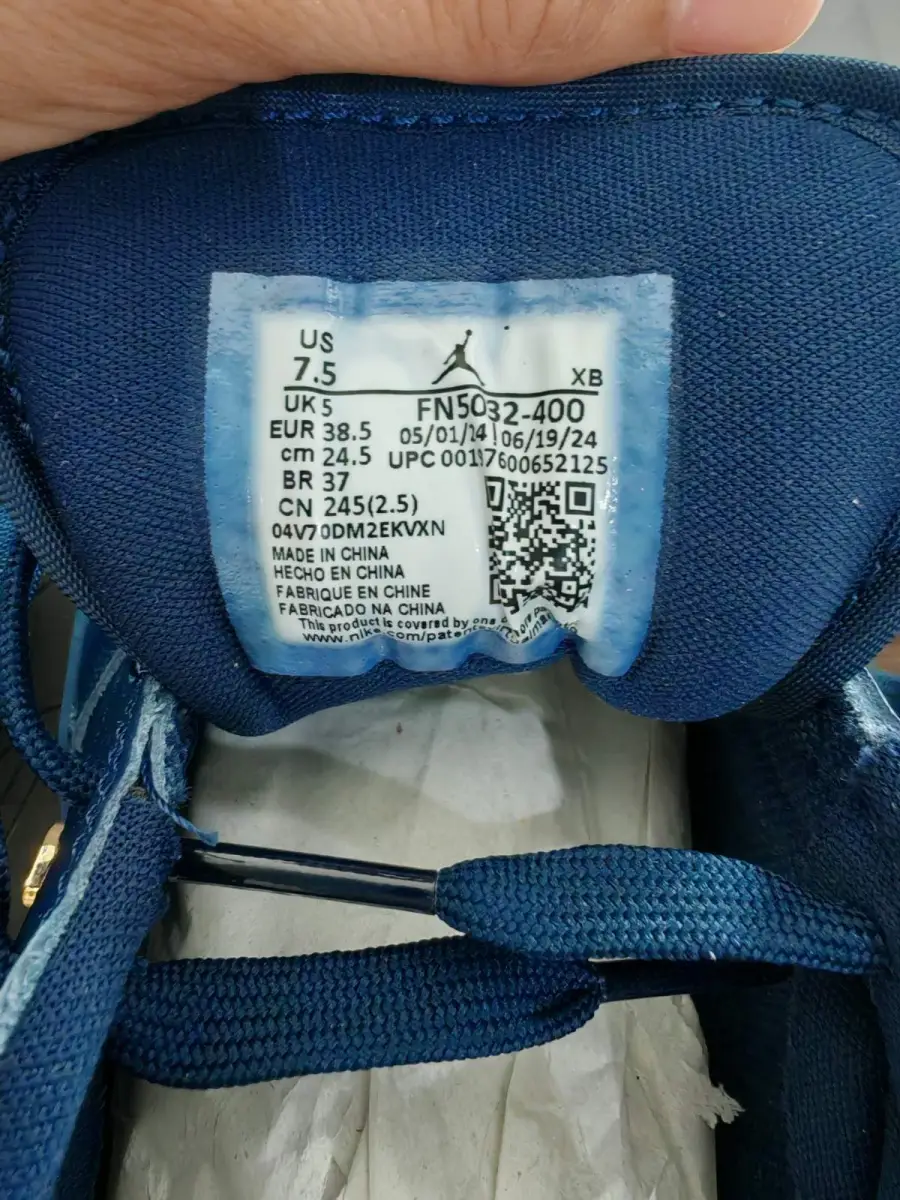 US
7.5
XB
UK 5 FN5032-400
EUR 38.5 05/01/24 06/19/24
cm 24.5 UPC 00197600652125
BR 37
CN 245(2.5)
04V70DM2EKVXN
MADE IN CHINA
HECHO EN CHINA
FABRIQUE EN CHINE
FABRICADO NA CHINA
This product is covered by one
www.nike.com/patents